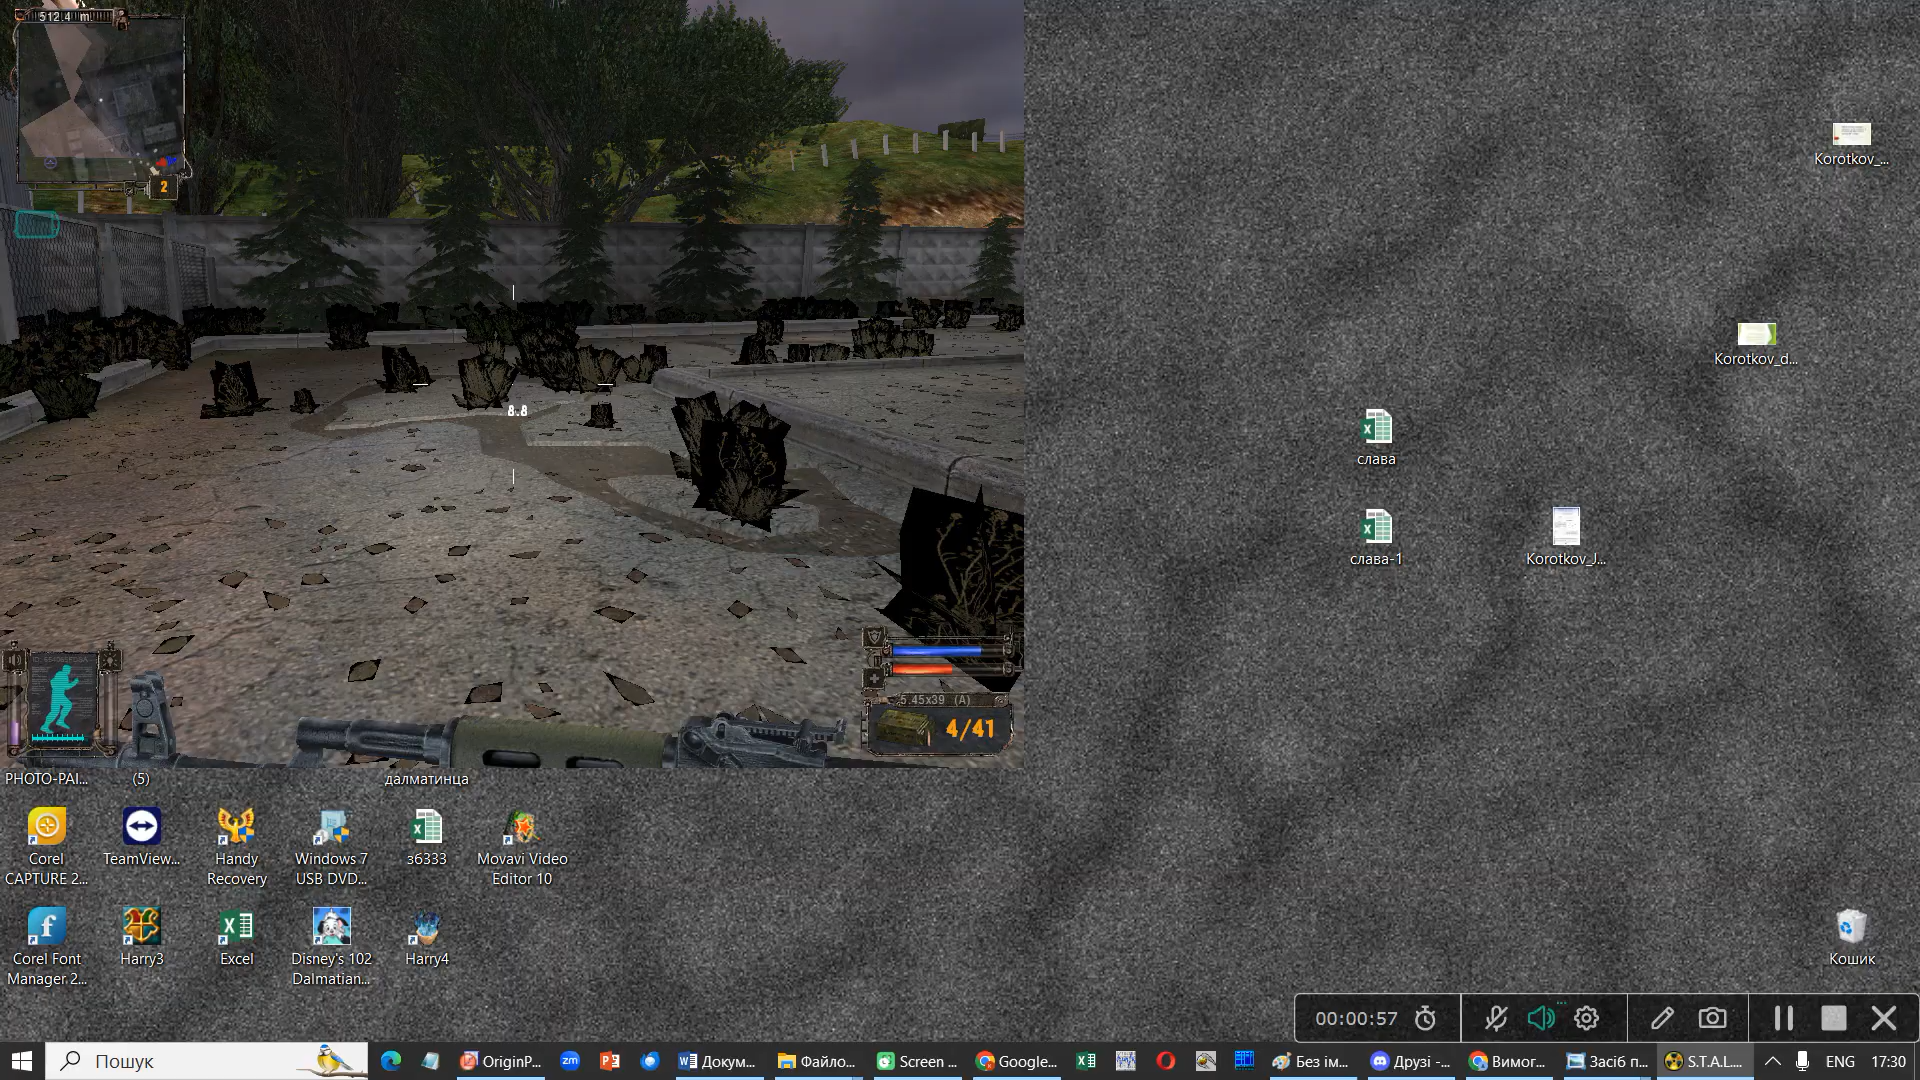 512.4 m.
2
8.8
5.45x39 (A)
4/41
Korotkov_...
Korotkov_d...
слава
слава-1
Korotkov_J...
PHOTO-PAI...
(5)
далматинца
Corel
CAPTURE 2...
TeamView...
Handy
Recovery
Windows 7
USB DVD...
з6333
Movavi Video
Editor 10
Corel Font
Manager 2...
Harry3
Excel
Disney's 102
Dalmatian...
Harry4
Кошик
00:00:57
Пошук
OriginP...
Докум...
Файло...
Screen ...
Google...
Без ім...
Друзі -...
Вимог...
Засіб п...
S.T.A.L...
ENG
17:30